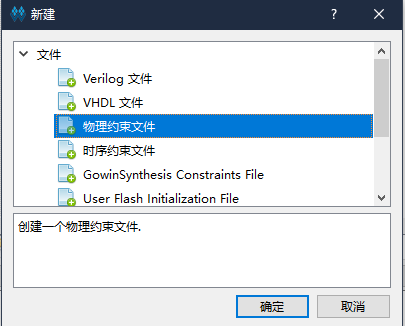 新建
?
文件
Verilog 文件
VHDL 文件
物理约束文件
时序约束文件
GowinSynthesis Constraints File
User Flash Initialization File
创建一个物理约束文件.
确定
取消